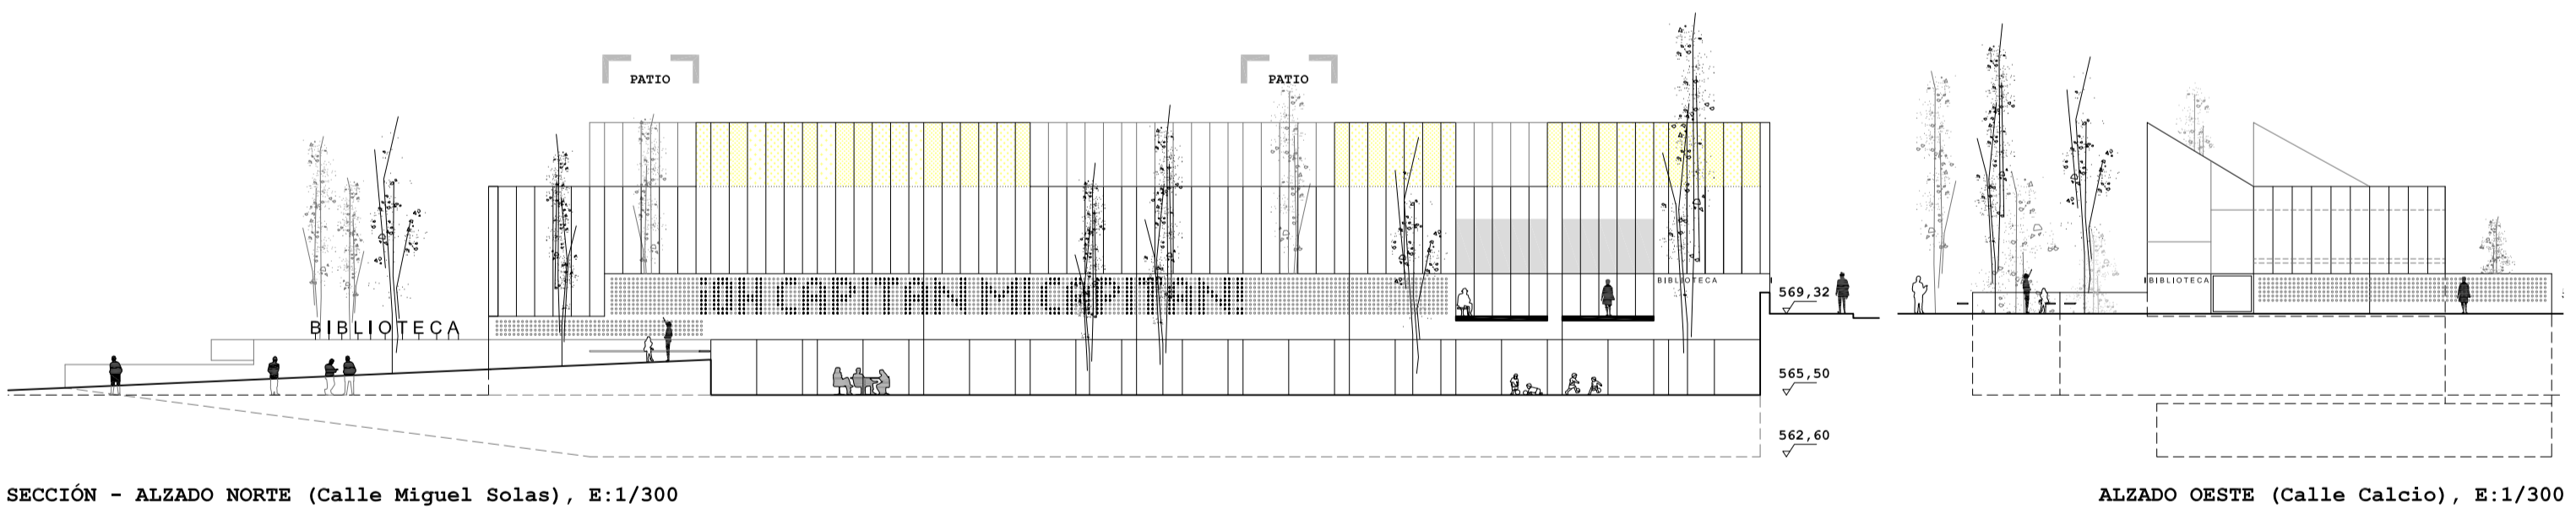 PATIO
PATIO
¡OH CAPITAN MI CAPITAN!
BIBLIOTECA
BIBLIOTECA
BIBLIOTECA
569,32
565,50
562,60
SECCIÓN - ALZADO NORTE (Calle Miguel Solas), E:1/300
ALZADO OESTE (Calle Calcio), E:1/300